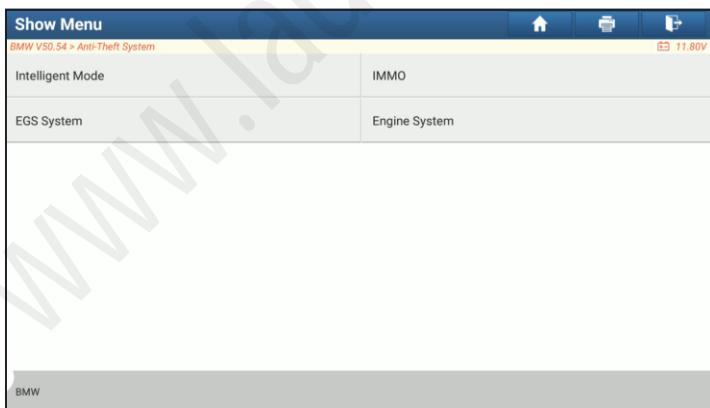 Show Menu
BMW V50.54 > Anti-Theft System
11.80V
Intelligent Mode
IMMO
EGS System
Engine System
BMW